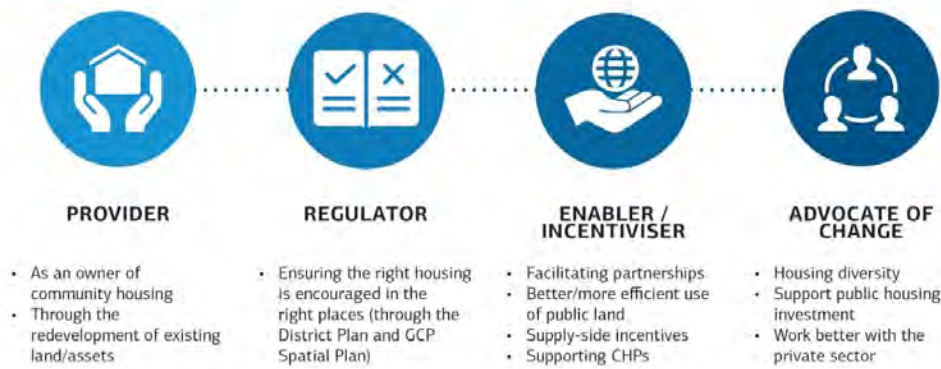 PROVIDER
• As an owner of
community housing
• Through the
redevelopment of existing
land/assets
REGULATOR
• Ensuring the right housing
is encouraged in the
right places (through the
District Plan and GCP
Spatial Plan)
ENABLER /
INCENTIVISER
• Facilitating partnerships
• Better/more efficient use
of public land
• Supply-side incentives
• Supporting CHPs
ADVOCATE OF
CHANGE
• Housing diversity
• Support public housing
investment
• Work better with the
private sector